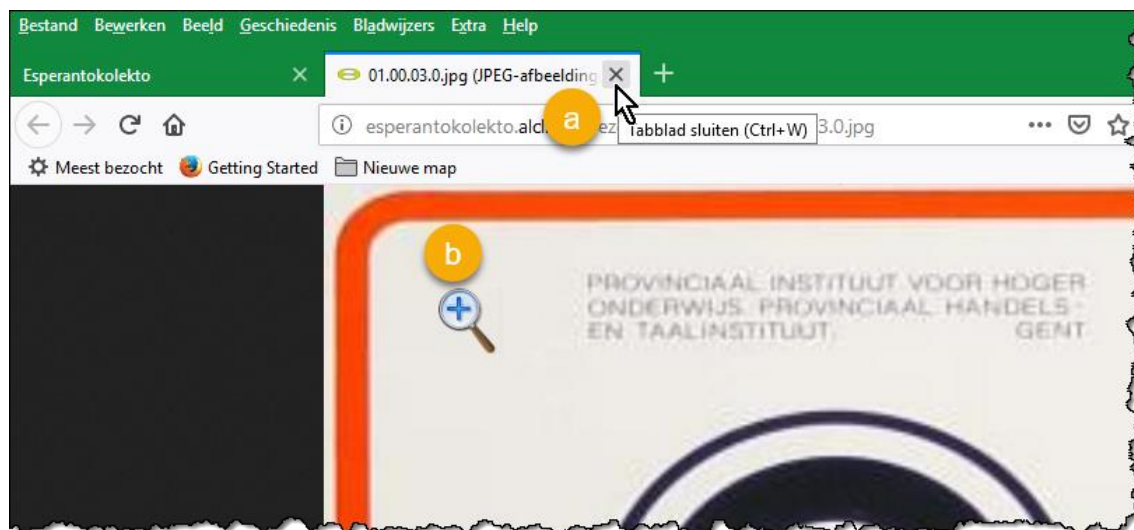 Bestand Bewerken Beeld Geschiedenis Bladwijzers Extra Help
Esperantokolekto
01.00.03.0.jpg (JPEG-afbeelding
a
esperantokolekto.alc 3.0.jpg
Tabblad sluiten (Ctrl+W)
Meest bezocht Getting Started Nieuwe map
b
PROVINCIAAL INSTITUUT VOOR HOGER
ONDERWIJS. PROVINCIAAL HANDELS-
EN TAALINSTITUUT. GENT